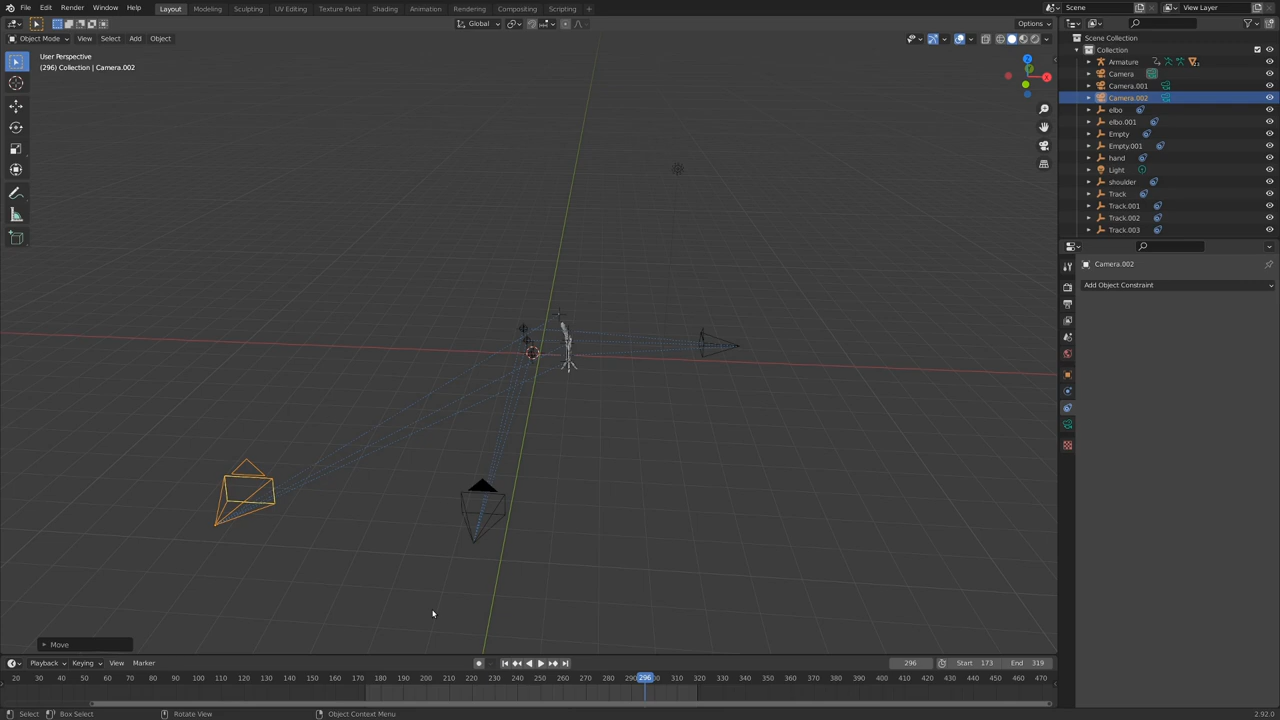 File Edit Render Window Help Layout Modeling Sculpting UV Editing Texture Paint Shading Animation Rendering Compositing Scripting Scene View Layer
Global Options
Object Mode View Select Add Object
User Perspective
(296) Collection | Camera.002
X
Z
Scene Collection
Collection
Armature
Camera
Camera.001
Camera.002
elbo
elbo.001
Empty
Empty.001
hand
Light
shoulder
Track
Track.001
Track.002
Track.003
Camera.002
Add Object Constraint
Move
Playback Keying View Marker 296 Start 173 End 319
20 30 40 50 60 70 80 90 100 110 120 130 140 150 160 170 180 190 200 210 220 230 240 250 260 270 280 290 296 310 320 330 340 350 360 370 380 390 400 410 420 430 440 450 460 470
Select Box Select Rotate View Object Context Menu 2.92.0